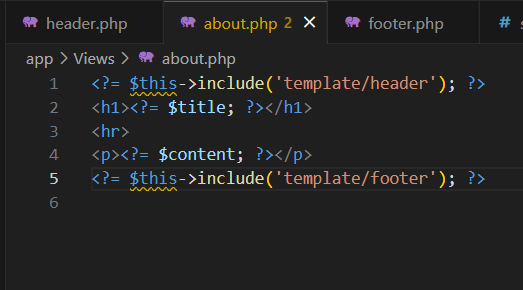 header.php
about.php 2
footer.php
#
app > Views > about.php
1 <?= $this->include('template/header'); ?>
2 <h1><?= $title; ?></h1>
3 <hr>
4 <p><?= $content; ?></p>
5 <?= $this->include('template/footer'); ?>
6